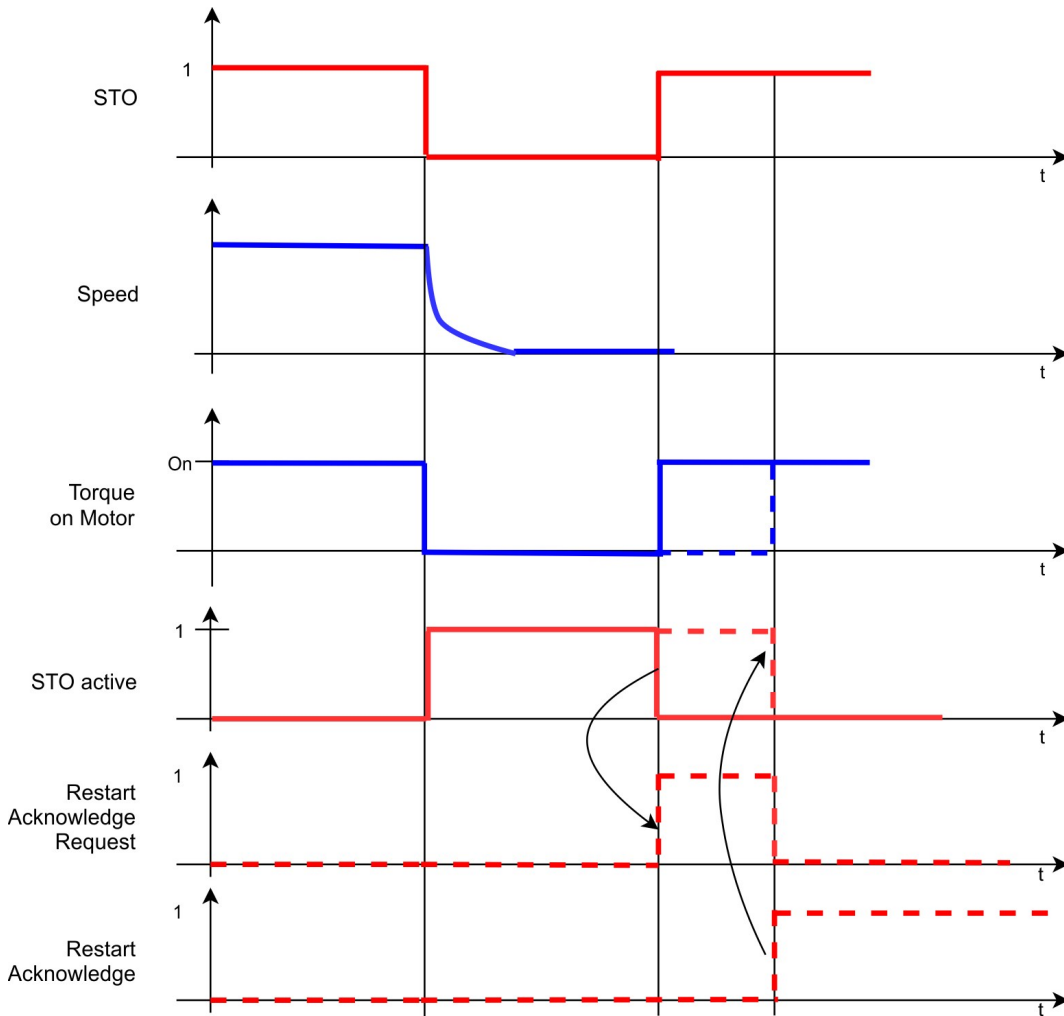 1
STO
t
Speed
t
On
Torque
on Motor
t
1
STO active
t
1
Restart
Acknowledge
Request
t
1
Restart
Acknowledge
t